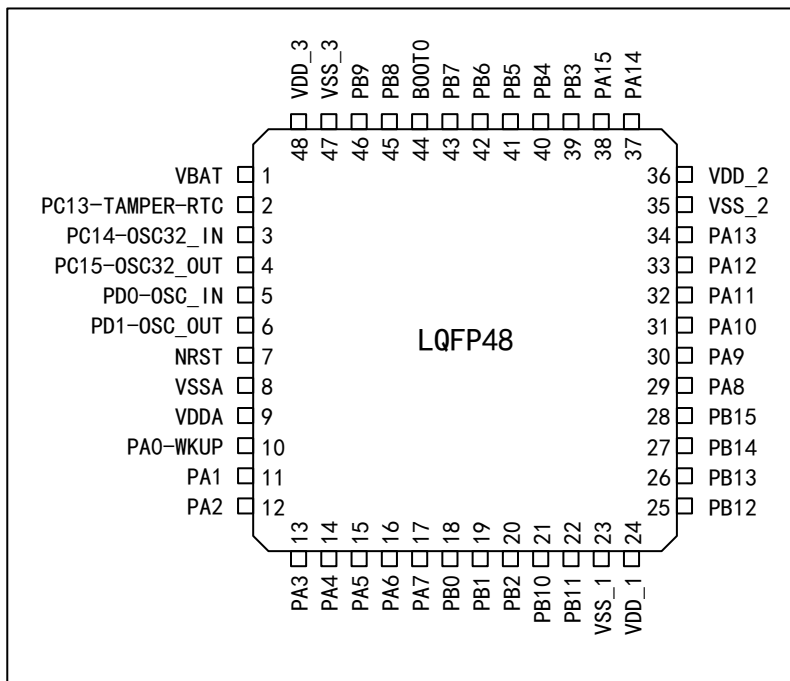 VDD_3
VSS_3
PB9
PB8
BOOT0
PB7
PB6
PB5
PB4
PB3
PA15
PA14
48
47
46
45
44
43
42
41
40
39
38
37
VBAT 1
PC13-TAMPER-RTC 2
PC14-OSC32_IN 3
PC15-OSC32_OUT 4
PD0-OSC_IN 5
PD1-OSC_OUT 6
NRST 7
VSSA 8
VDDA 9
PA0-WKUP 10
PA1 11
PA2 12
LQFP48
36 VDD_2
35 VSS_2
34 PA13
33 PA12
32 PA11
31 PA10
30 PA9
29 PA8
28 PB15
27 PB14
26 PB13
25 PB12
13
14
15
16
17
18
19
20
21
22
23
24
PA3
PA4
PA5
PA6
PA7
PB0
PB1
PB2
PB10
PB11
VSS_1
VDD_1